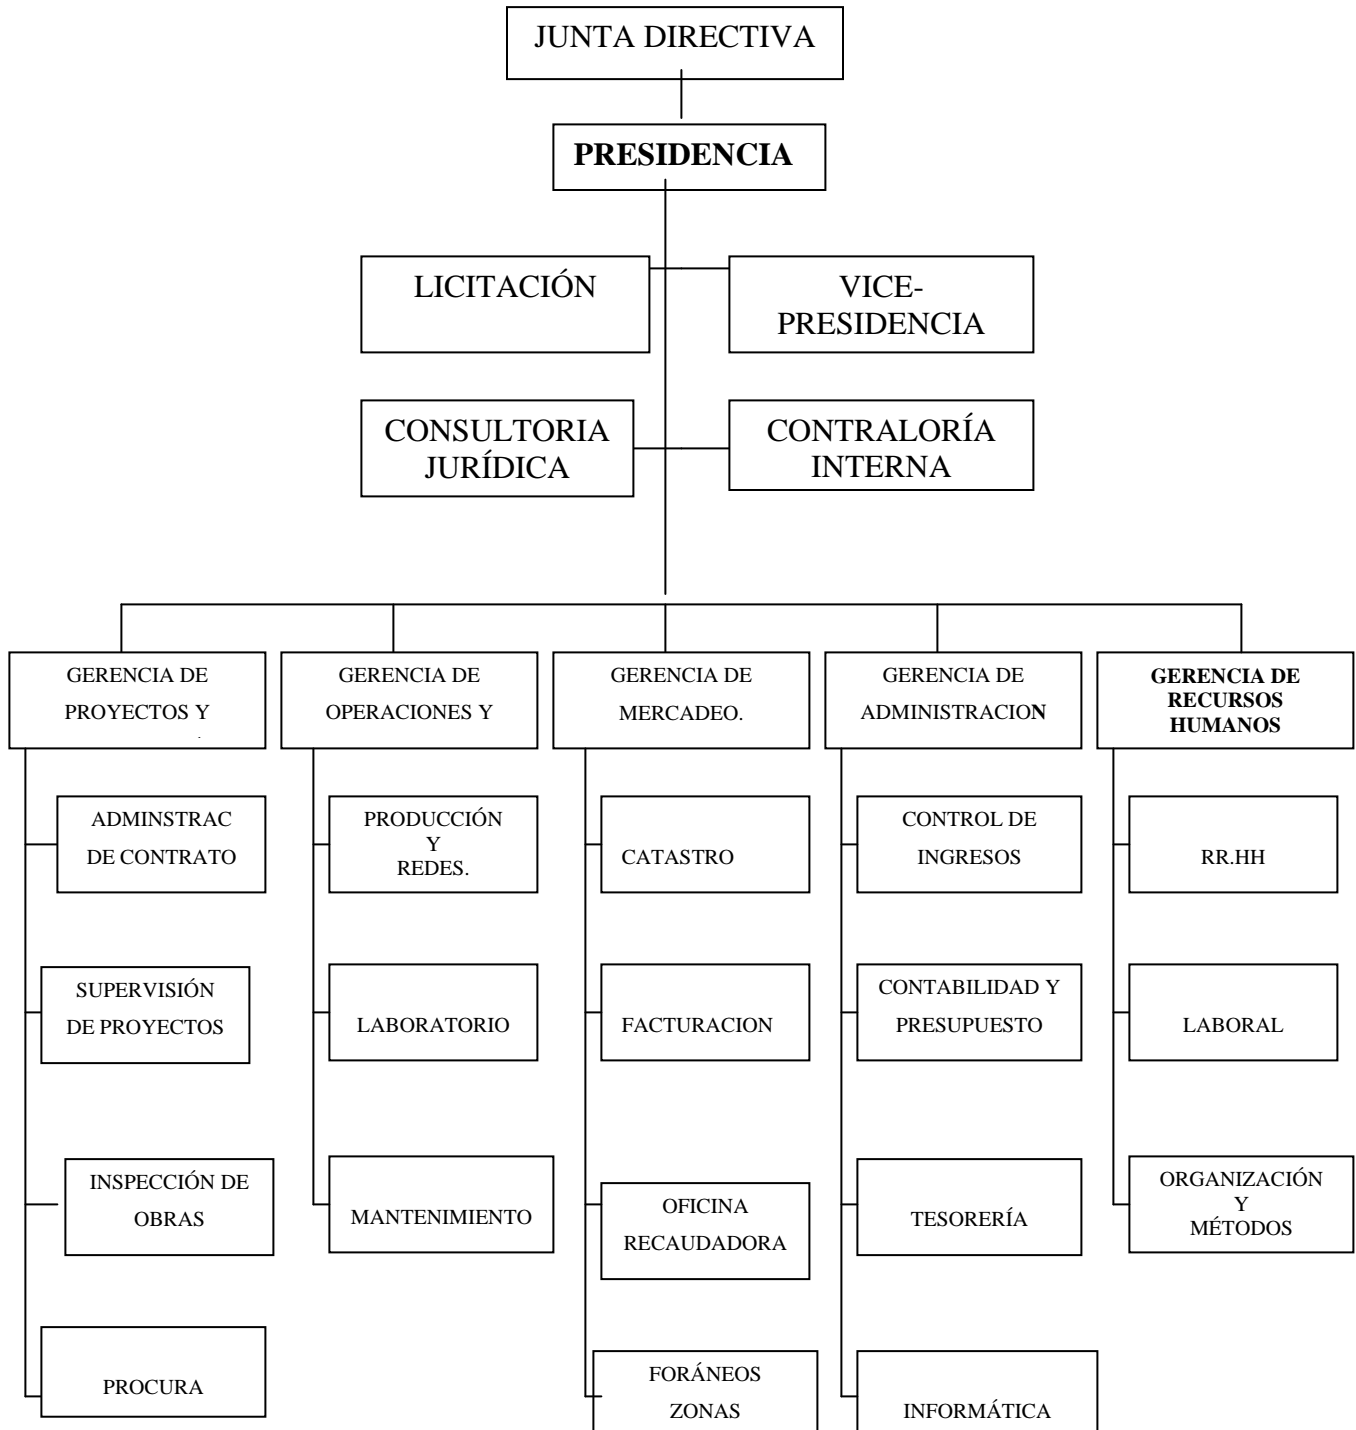 JUNTA DIRECTIVA
PRESIDENCIA
LICITACIÓN
VICE-
PRESIDENCIA
CONSULTORIA
JURÍDICA
CONTRALORÍA
INTERNA
GERENCIA DE
PROYECTOS Y
GERENCIA DE
OPERACIONES Y
GERENCIA DE
MERCADEO.
GERENCIA DE
ADMINISTRACION
GERENCIA DE
RECURSOS
HUMANOS
ADMINSTRAC
DE CONTRATO
PRODUCCIÓN
Y
REDES.
CATASTRO
CONTROL DE
INGRESOS
RR.HH
SUPERVISIÓN
DE PROYECTOS
LABORATORIO
FACTURACION
CONTABILIDAD Y
PRESUPUESTO
LABORAL
INSPECCIÓN DE
OBRAS
MANTENIMIENTO
OFICINA
RECAUDADORA
TESORERÍA
ORGANIZACIÓN
Y
MÉTODOS
PROCURA
FORÁNEOS
ZONAS
INFORMÁTICA